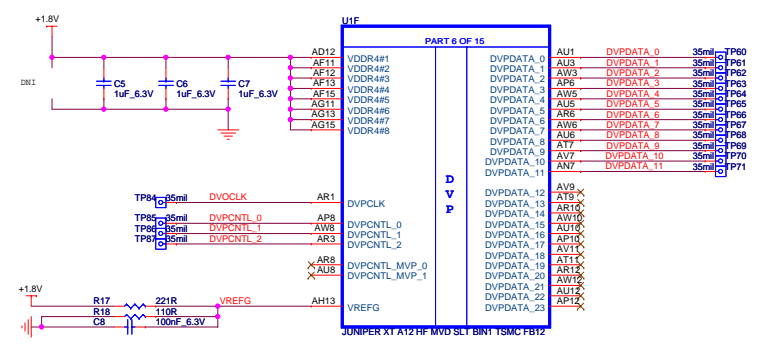 +1.8V
U1F
PART 6 OF 15
AD12 VDDR4#1
AF11 VDDR4#2
AF12 VDDR4#3
AF13 VDDR4#4
AF15 VDDR4#5
AG11 VDDR4#6
AG13 VDDR4#7
AG15 VDDR4#8
DNI
C5 1uF_6.3V
C6 1uF_6.3V
C7 1uF_6.3V
DVPDATA_0 AU1 DVPDATA_0 35mil TP60
DVPDATA_1 AU3 DVPDATA_1 35mil TP61
DVPDATA_2 AW3 DVPDATA_2 35mil TP62
DVPDATA_3 AP6 DVPDATA_3 35mil TP63
DVPDATA_4 AW5 DVPDATA_4 35mil TP64
DVPDATA_5 AU5 DVPDATA_5 35mil TP65
DVPDATA_6 AR6 DVPDATA_6 35mil TP66
DVPDATA_7 AW6 DVPDATA_7 35mil TP67
DVPDATA_8 AU6 DVPDATA_8 35mil TP68
DVPDATA_9 AT7 DVPDATA_9 35mil TP69
DVPDATA_10 AV7 DVPDATA_10 35mil TP70
DVPDATA_11 AN7 DVPDATA_11 35mil TP71
D
V
P
DVPDATA_12 AV9
DVPDATA_13 AT9
DVPDATA_14 AR10
DVPDATA_15 AW10
DVPDATA_16 AU10
DVPDATA_17 AP10
DVPDATA_18 AV11
DVPDATA_19 AT11
DVPDATA_20 AR12
DVPDATA_21 AW12
DVPDATA_22 AU12
DVPDATA_23 AP12
TP84 35mil DVOCLK AR1 DVPCLK
TP85 35mil DVPCNTL_0 AP8 DVPCNTL_0
TP86 35mil DVPCNTL_1 AW8 DVPCNTL_1
TP87 35mil DVPCNTL_2 AR3 DVPCNTL_2
AR8 DVPCNTL_MVP_0
AU8 DVPCNTL_MVP_1
+1.8V
R17 221R VREFG AH13 VREFG
R18 110R
C8 100nF_6.3V
JUNIPER XT A12 HF MVD SLT BIN1 TSMC FB12